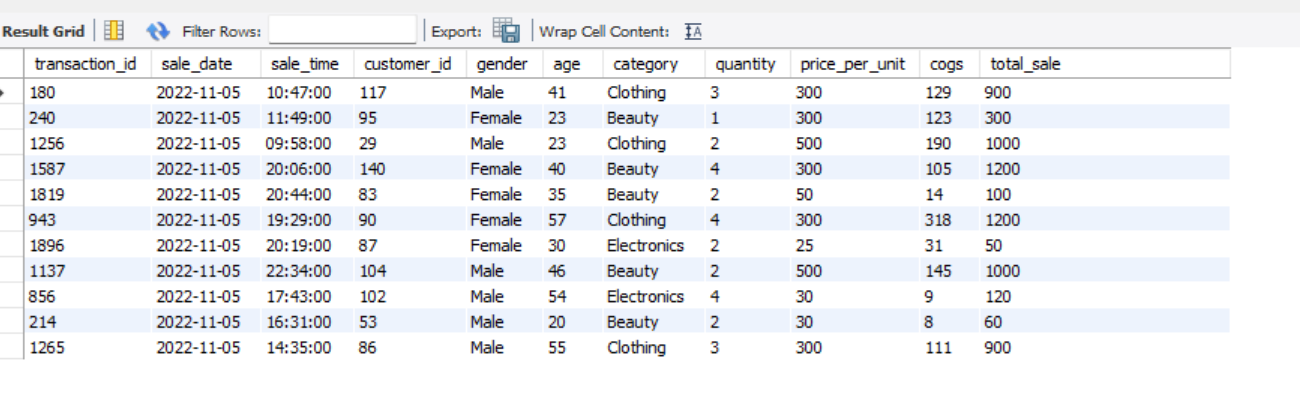 Result Grid Filter Rows: Export: Wrap Cell Content: IA
transaction_id sale_date sale_time customer_id gender age category quantity price_per_unit cogs total_sale
180 2022-11-05 10:47:00 117 Male 41 Clothing 3 300 129 900
240 2022-11-05 11:49:00 95 Female 23 Beauty 1 300 123 300
1256 2022-11-05 09:58:00 29 Male 23 Clothing 2 500 190 1000
1587 2022-11-05 20:06:00 140 Female 40 Beauty 4 300 105 1200
1819 2022-11-05 20:44:00 83 Female 35 Beauty 2 50 14 100
943 2022-11-05 19:29:00 90 Female 57 Clothing 4 300 318 1200
1896 2022-11-05 20:19:00 87 Female 30 Electronics 2 25 31 50
1137 2022-11-05 22:34:00 104 Male 46 Beauty 2 500 145 1000
856 2022-11-05 17:43:00 102 Male 54 Electronics 4 30 9 120
214 2022-11-05 16:31:00 53 Male 20 Beauty 2 30 8 60
1265 2022-11-05 14:35:00 86 Male 55 Clothing 3 300 111 900